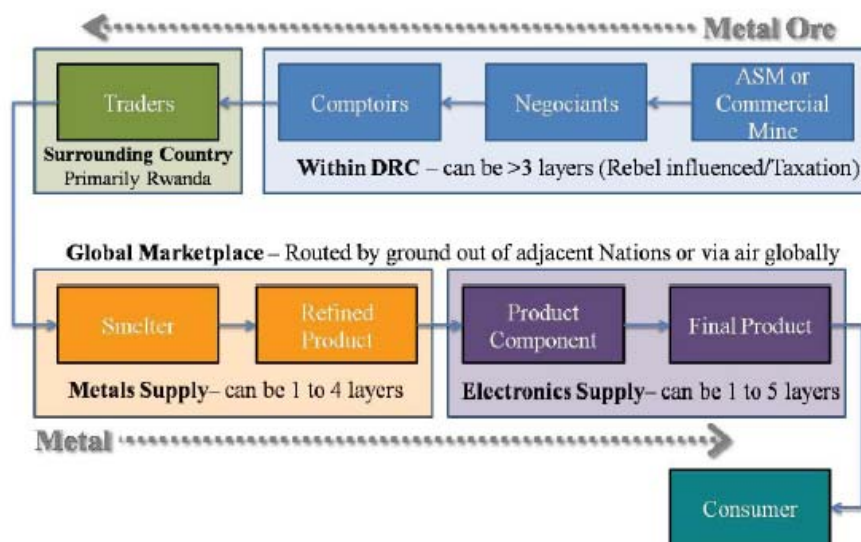 Metal Ore
Traders
Comptoirs
Negociants
ASM or
Commercial
Mine
Surrounding Country
Primarily Rwanda
Within DRC – can be >3 layers (Rebel influenced/Taxation)
Global Marketplace – Routed by ground out of adjacent Nations or via air globally
Smelter
Refined
Product
Product
Component
Final Product
Metals Supply– can be 1 to 4 layers
Electronics Supply– can be 1 to 5 layers
Metal
Consumer